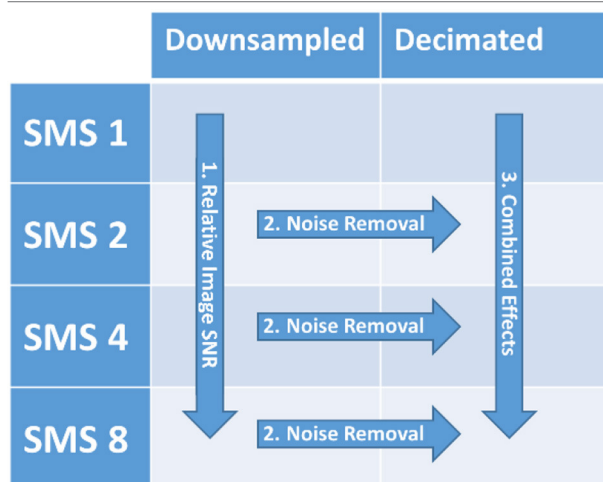 Downsampled Decimated
SMS 1
SMS 2
SMS 4
SMS 8
1. Relative Image SNR
2. Noise Removal
2. Noise Removal
2. Noise Removal
3. Combined Effects